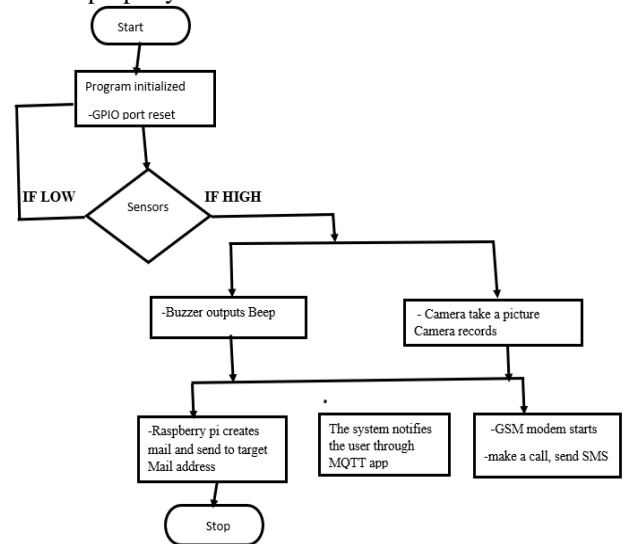 Start
Program initialized
-GPIO port reset
IF LOW
Sensors
IF HIGH
-Buzzer outputs Beep
- Camera take a picture
Camera records
-Raspberry pi creates
mail and send to target
Mail address
The system notifies
the user through
MQTT app
-GSM modem starts
-make a call, send SMS
Stop